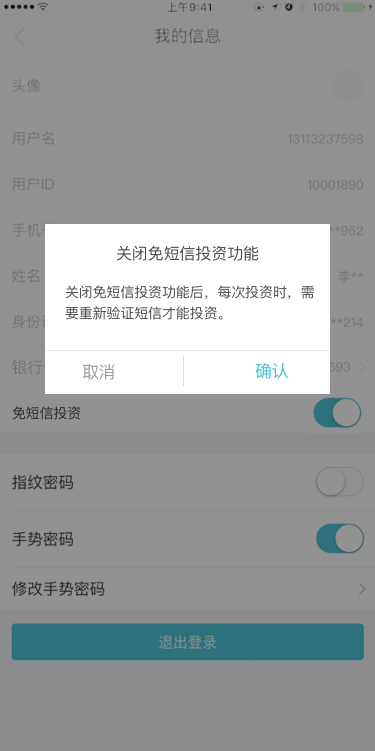 上午9:41
100%
我的信息
头像
用户名 13113237598
用户ID 10001890
手机 **962
关闭免短信投资功能
姓名 李**
关闭免短信投资功能后，每次投资时，需
要重新验证短信才能投资。
身份 **214
银行 693
取消 确认
免短信投资
指纹密码
手势密码
修改手势密码
退出登录